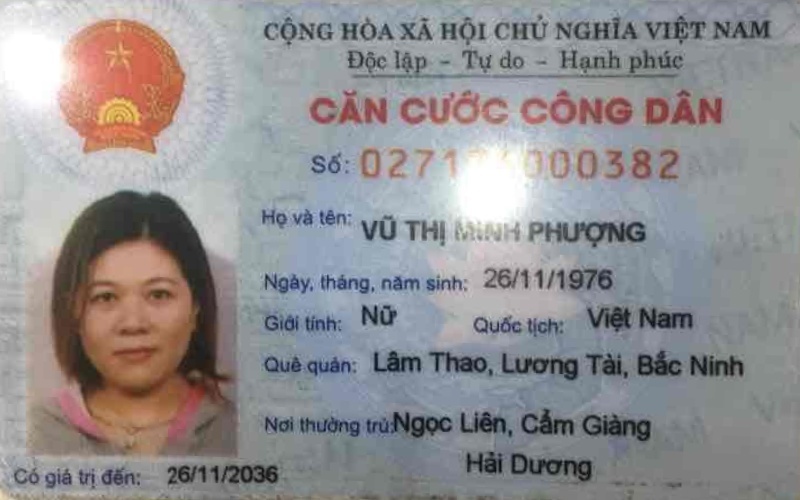 CỘNG HÒA XÃ HỘI CHỦ NGHĨA VIỆT NAM
Độc lập - Tự do - Hạnh phúc
CĂN CƯỚC CÔNG DÂN
Số:
Họ và tên: VŨ THỊ MINH PHƯỢNG
Ngày, tháng, năm sinh: 26/11/1976
Giới tính: Nữ Quốc tịch: Việt Nam
Quê quán: Lâm Thao, Lương Tài, Bắc Ninh
Nơi thường trú: Ngọc Liên, Cẩm Giàng
Hải Dương
Có giá trị đến: 26/11/2036